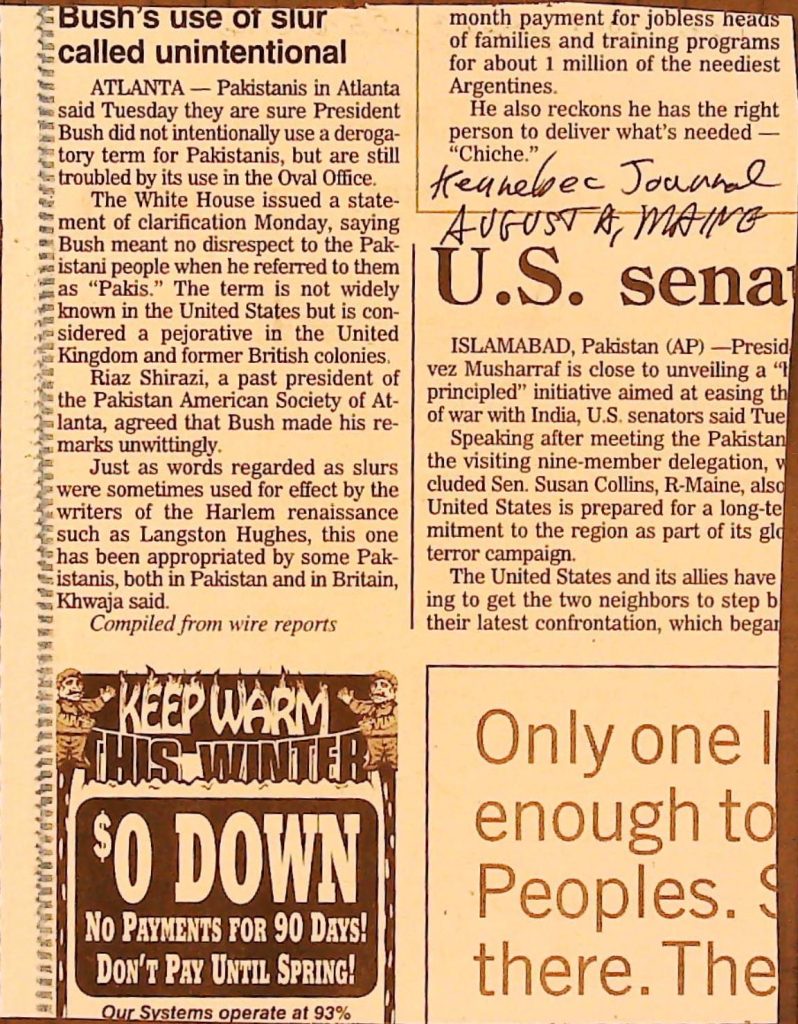 Bush's use of slur
called unintentional
ATLANTA — Pakistanis in Atlanta
said Tuesday they are sure President
Bush did not intentionally use a deroga-
tory term for Pakistanis, but are still
troubled by its use in the Oval Office.
The White House issued a state-
ment of clarification Monday, saying
Bush meant no disrespect to the Pak-
istani people when he referred to them
as “Pakis.” The term is not widely
known in the United States but is con-
sidered a pejorative in the United
Kingdom and former British colonies.
Riaz Shirazi, a past president of
the Pakistan American Society of At-
lanta, agreed that Bush made his re-
marks unwittingly.
Just as words regarded as slurs
were sometimes used for effect by the
writers of the Harlem renaissance
such as Langston Hughes, this one
has been appropriated by some Pak-
istanis, both in Pakistan and in Britain,
Khwaja said.
Compiled from wire reports
KEEP WARM
THIS WINTER
$0 DOWN
NO PAYMENTS FOR 90 DAYS!
DON'T PAY UNTIL SPRING!
Our Systems operate at 93%
month payment for jobless heads
of families and training programs
for about 1 million of the neediest
Argentines.
He also reckons he has the right
person to deliver what's needed —
“Chiche.”
Kennebec Journal
AUGUSTA, MAINE
U.S. sena
ISLAMABAD, Pakistan (AP) —Presid
vez Musharraf is close to unveiling a
principled” initiative aimed at easing th
of war with India, U.S. senators said Tue
Speaking after meeting the Pakistan
the visiting nine-member delegation,
cluded Sen. Susan Collins, R-Maine, also
United States is prepared for a long-te
mitment to the region as part of its glo
terror campaign.
The United States and its allies have
ing to get the two neighbors to step b
their latest confrontation, which began
Only one
enough to
Peoples. S
there. The